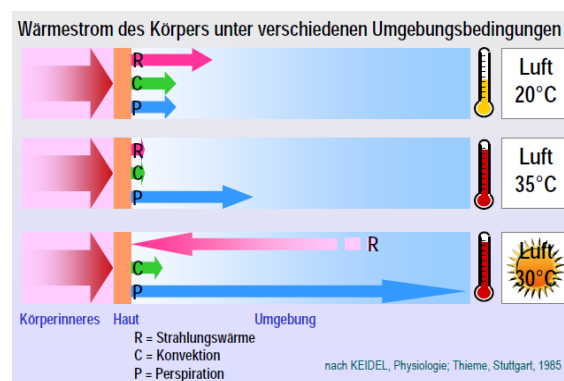 Wärmestrom des Körpers unter verschiedenen Umgebungsbedingungen
R
C
P
Luft
20°C
R
C
P
Luft
35°C
R
C
P
Luft
30°C
Körperinneres Haut Umgebung
R = Strahlungswärme
C = Konvektion
P = Perspiration
nach KEIDEL, Physiologie; Thieme, Stuttgart, 1985